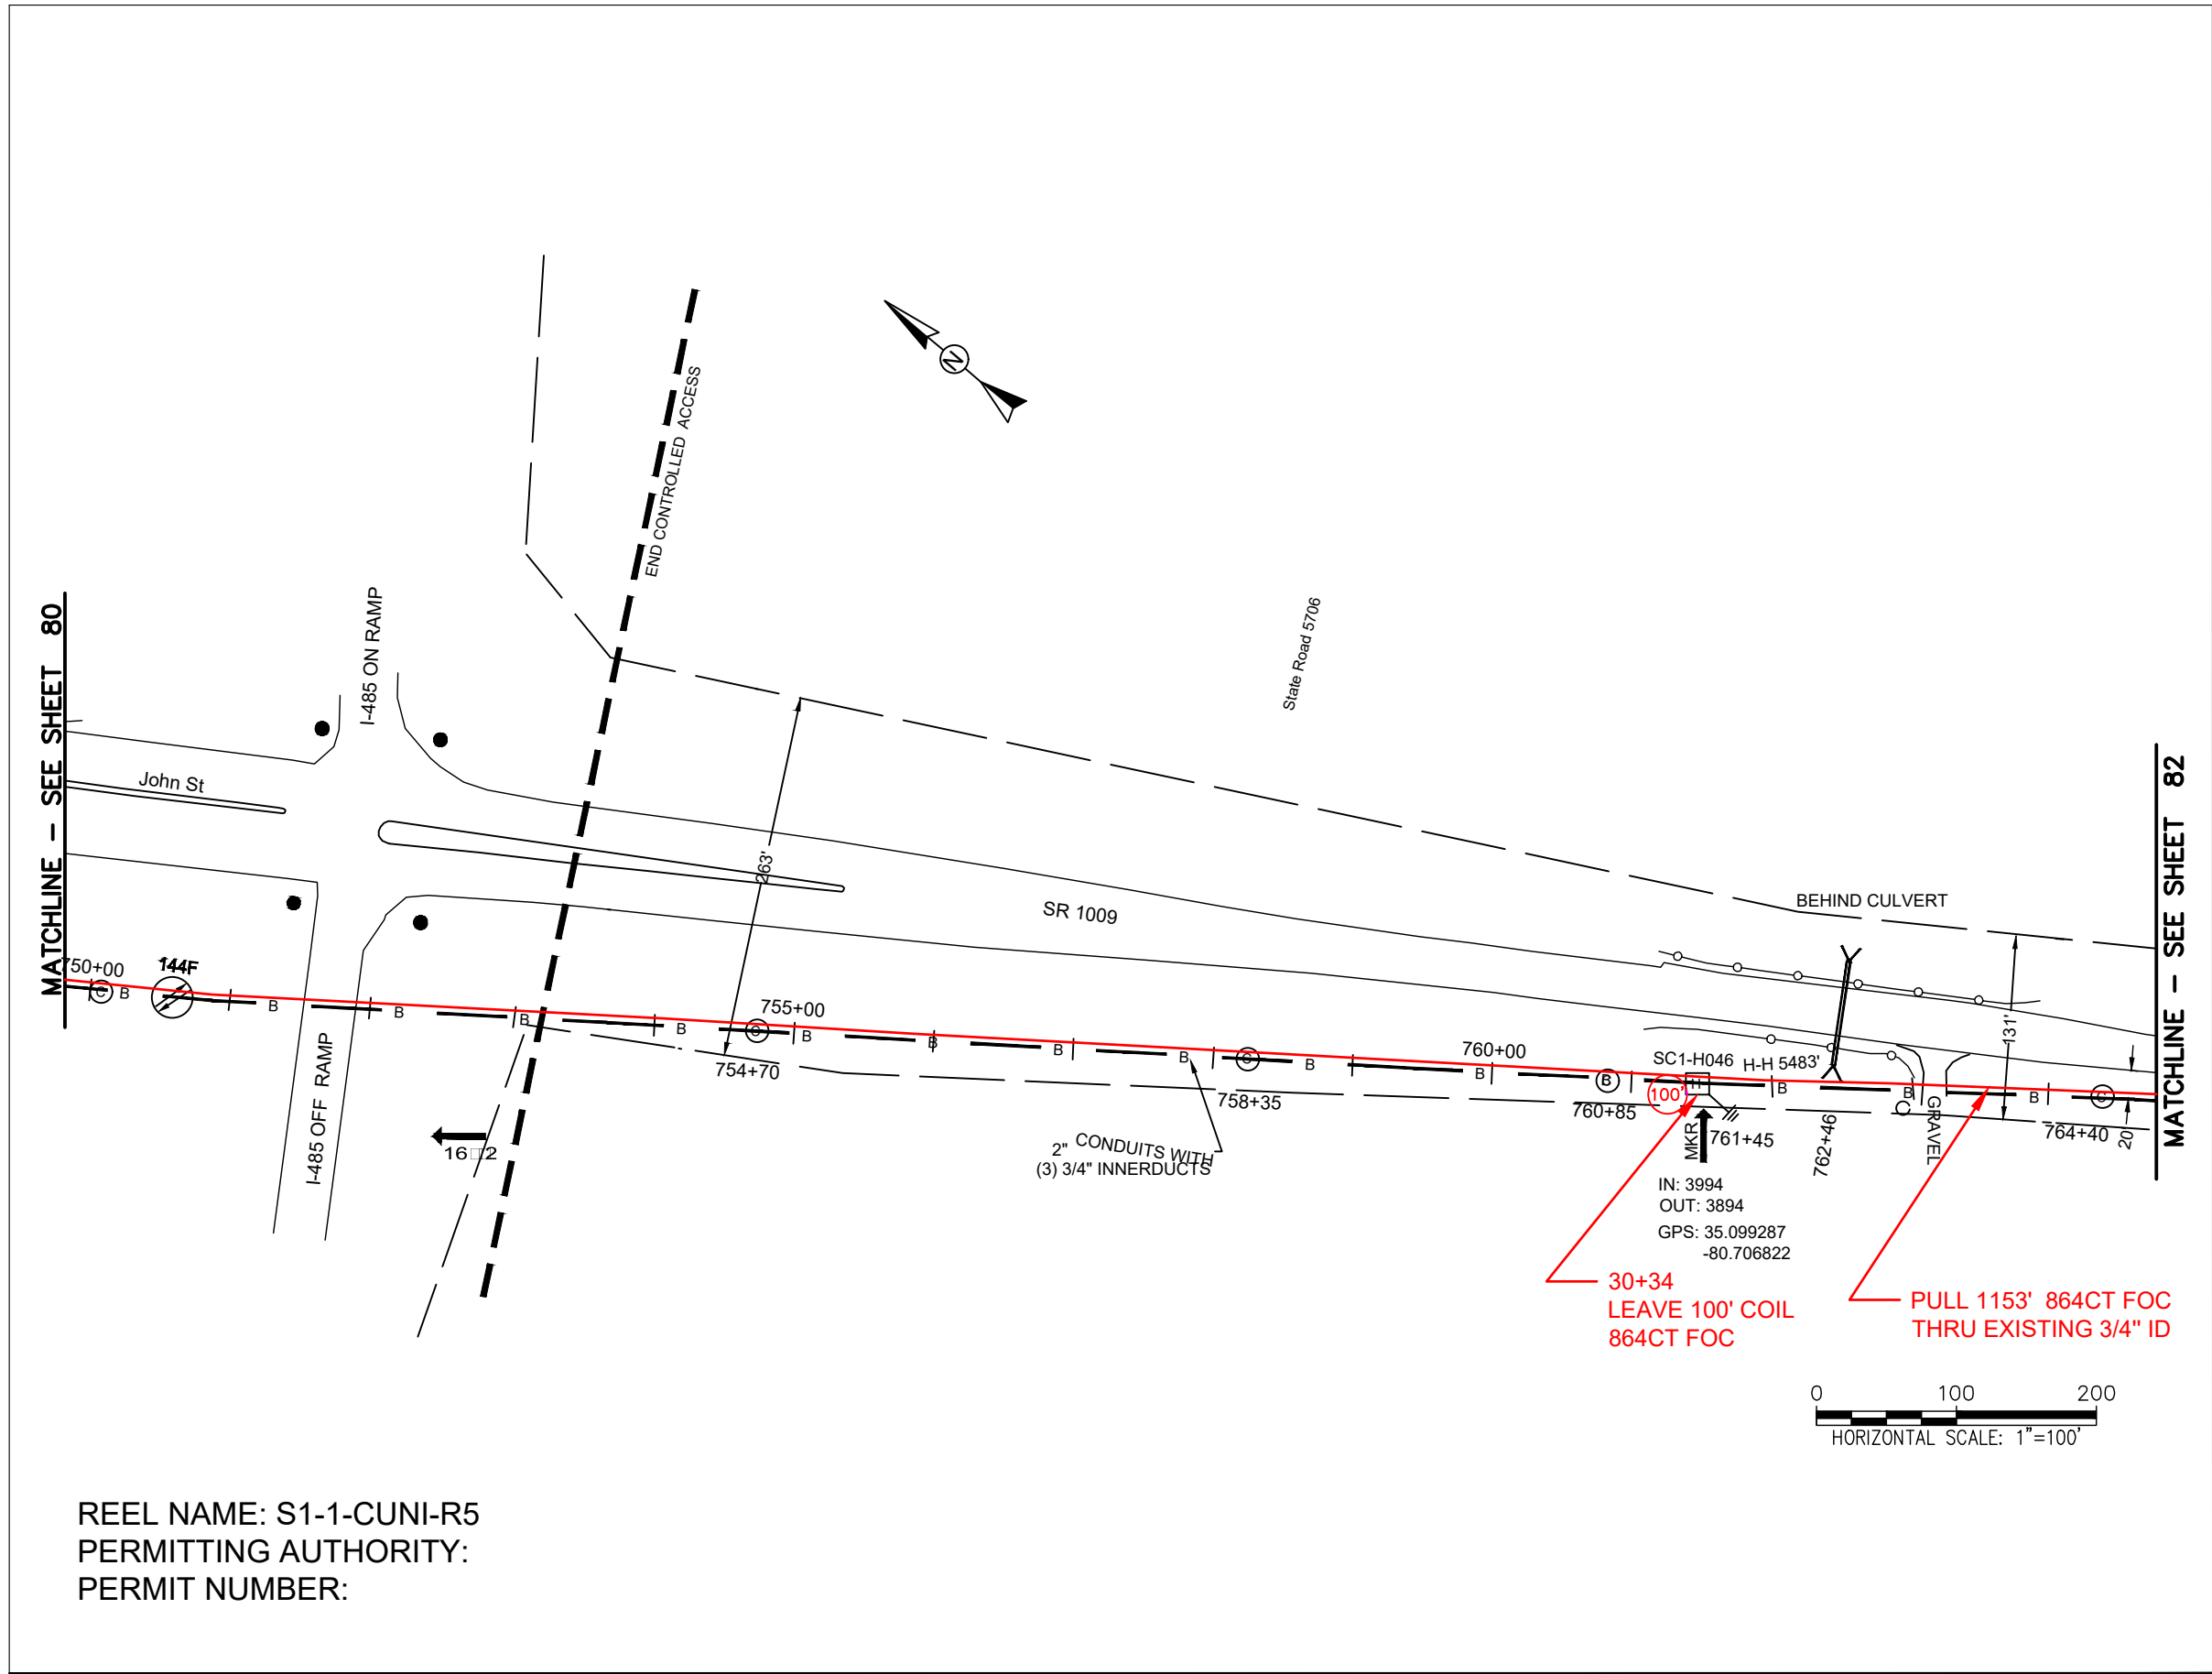 END CONTROLLED ACCESS
N
State Road 5706
MATCHLINE - SEE SHEET 80
I-485 ON RAMP
John St
263'
SR 1009
BEHIND CULVERT
MATCHLINE - SEE SHEET 82
750+00
144F
C B
B B B B B B B B B B B B B B
C C B C
755+00
754+70
760+00
758+35
SC1-H046 H-H 5483'
100'
H
760+85
MKR
761+45
762+46
C
GRAVEL
131'
764+40
20'
I-485 OFF RAMP
2" CONDUITS WITH
(3) 3/4" INNERDUCTS
IN: 3994
OUT: 3894
GPS: 35.099287
-80.706822
30+34
LEAVE 100' COIL
864CT FOC
PULL 1153' 864CT FOC
THRU EXISTING 3/4" ID
0 100 200
HORIZONTAL SCALE: 1"=100'
REEL NAME: S1-1-CUNI-R5
PERMITTING AUTHORITY:
PERMIT NUMBER: